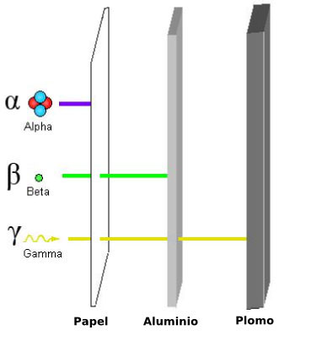 α
Alpha
β
Beta
γ
Gamma
Papel Aluminio Plomo